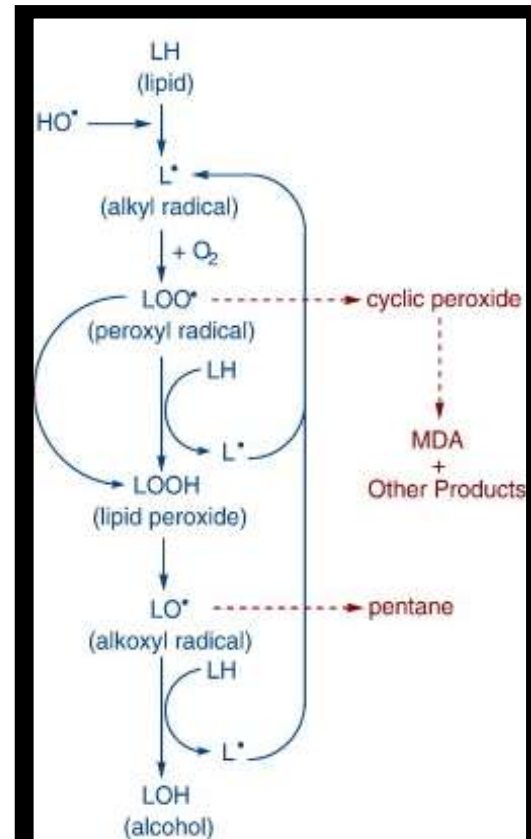 LH
(lipid)
HO•
L•
(alkyl radical)
+ O₂
LOO•
cyclic peroxide
(peroxyl radical)
LH
MDA
+
Other Products
L•
LOOH
(lipid peroxide)
LO•
pentane
(alkoxyl radical)
LH
L•
LOH
(alcohol)